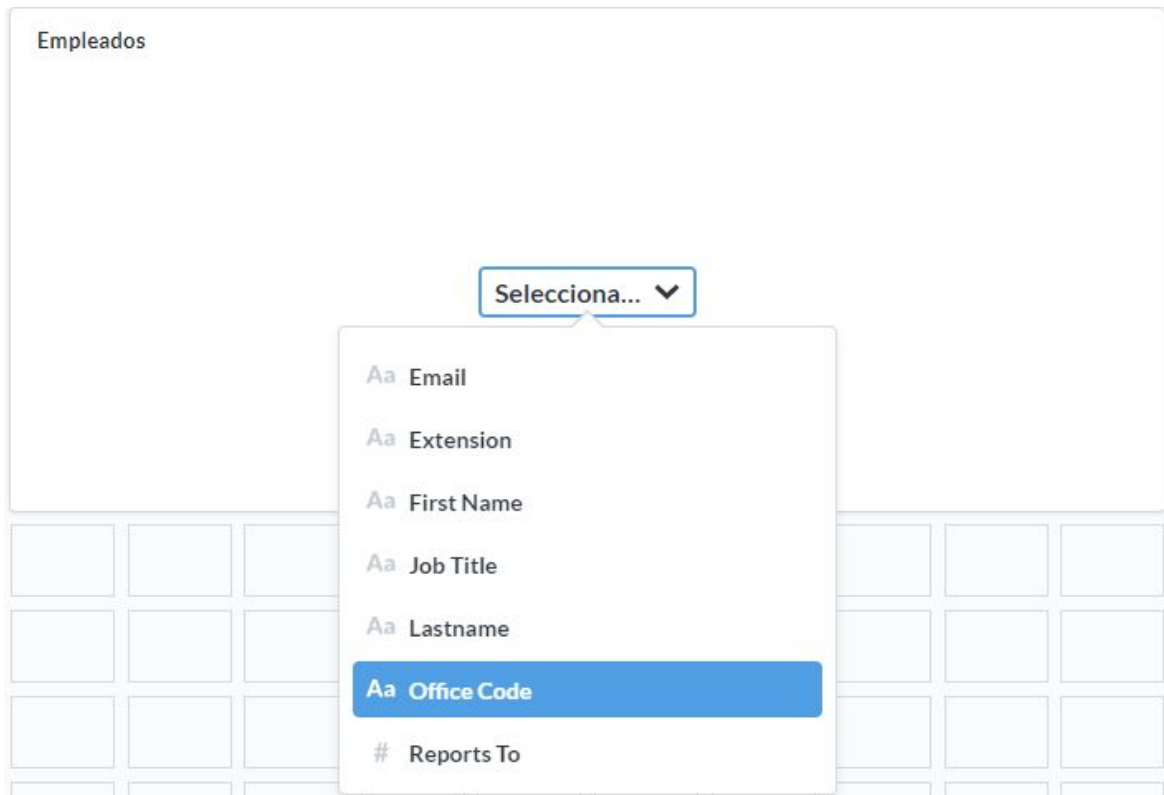 Empleados
Selecciona...
Aa Email
Aa Extension
Aa First Name
Aa Job Title
Aa Lastname
Aa Office Code
# Reports To